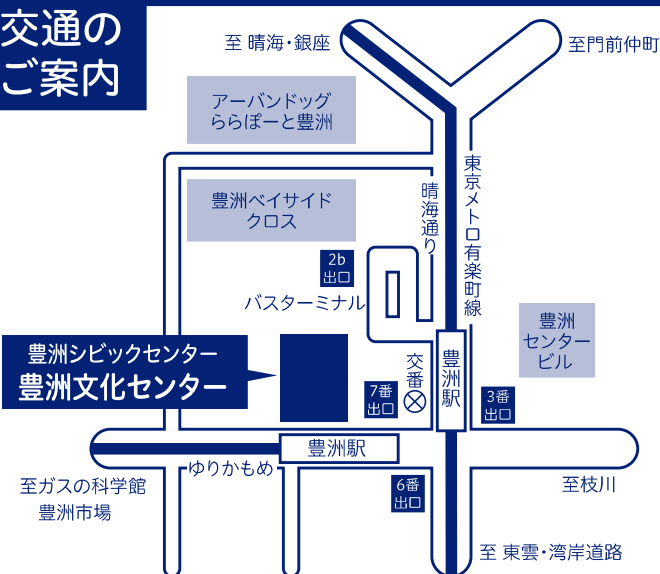 交通の
ご案内
至 晴海・銀座
至門前仲町
アーバンドッグ
ららぽーと豊洲
豊洲ベイサイド
クロス
晴海通り
東京メトロ有楽町線
2b
出口
バスターミナル
豊洲
センター
ビル
豊洲シビックセンター
豊洲文化センター
交番
豊洲駅
7番
出口
3番
出口
豊洲駅
ゆりかもめ
至ガスの科学館
豊洲市場
6番
出口
至枝川
至 東雲・湾岸道路